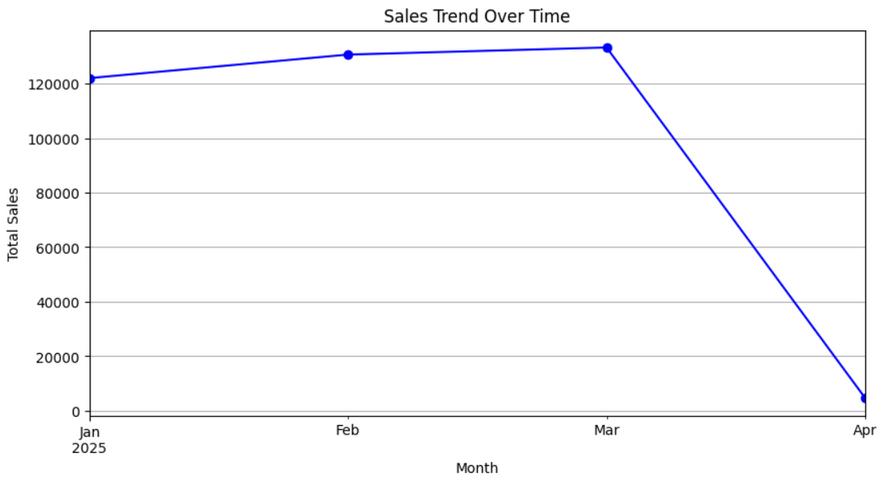 Sales Trend Over Time
Total Sales
120000
100000
80000
60000
40000
20000
0
Jan
2025
Feb
Mar
Apr
Month